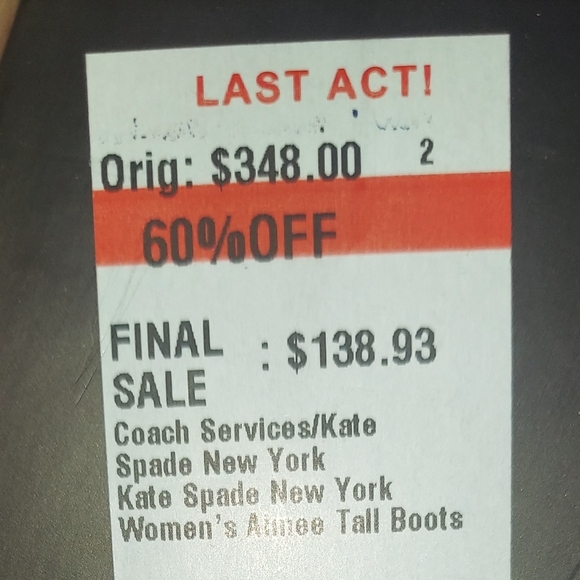 LAST ACT!
Orig: $348.00 2
60%OFF
FINAL : $138.93
SALE
Coach Services/Kate
Spade New York
Kate Spade New York
Women's Tall Boots